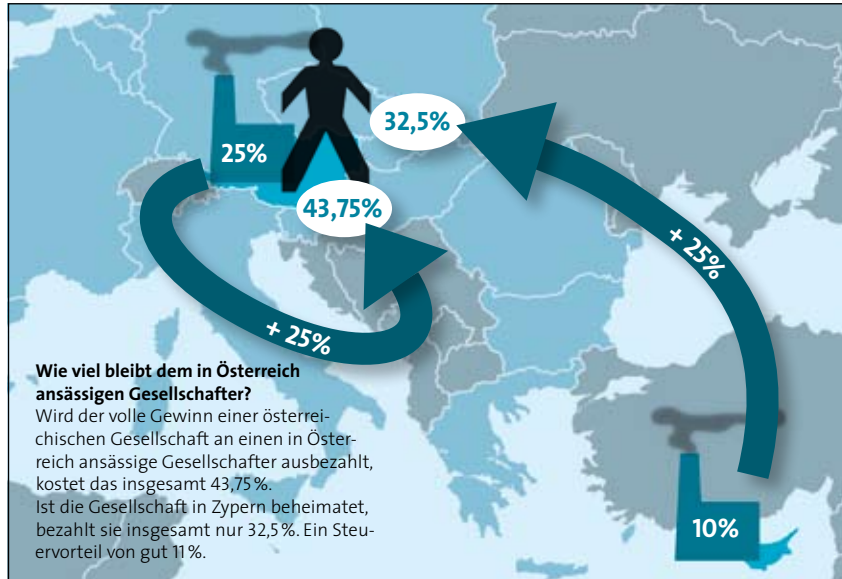 32,5%
25%
43,75%
+ 25%
+ 25%
Wie viel bleibt dem in Österreich
ansässigen Gesellschafter?
Wird der volle Gewinn einer österrei-
chischen Gesellschaft an einen in Öster-
reich ansässige Gesellschafter ausbezahlt,
kostet das insgesamt 43,75%.
Ist die Gesellschaft in Zypern beheimatet,
bezahlt sie insgesamt nur 32,5%. Ein Steu-
ervorteil von gut 11%.
10%